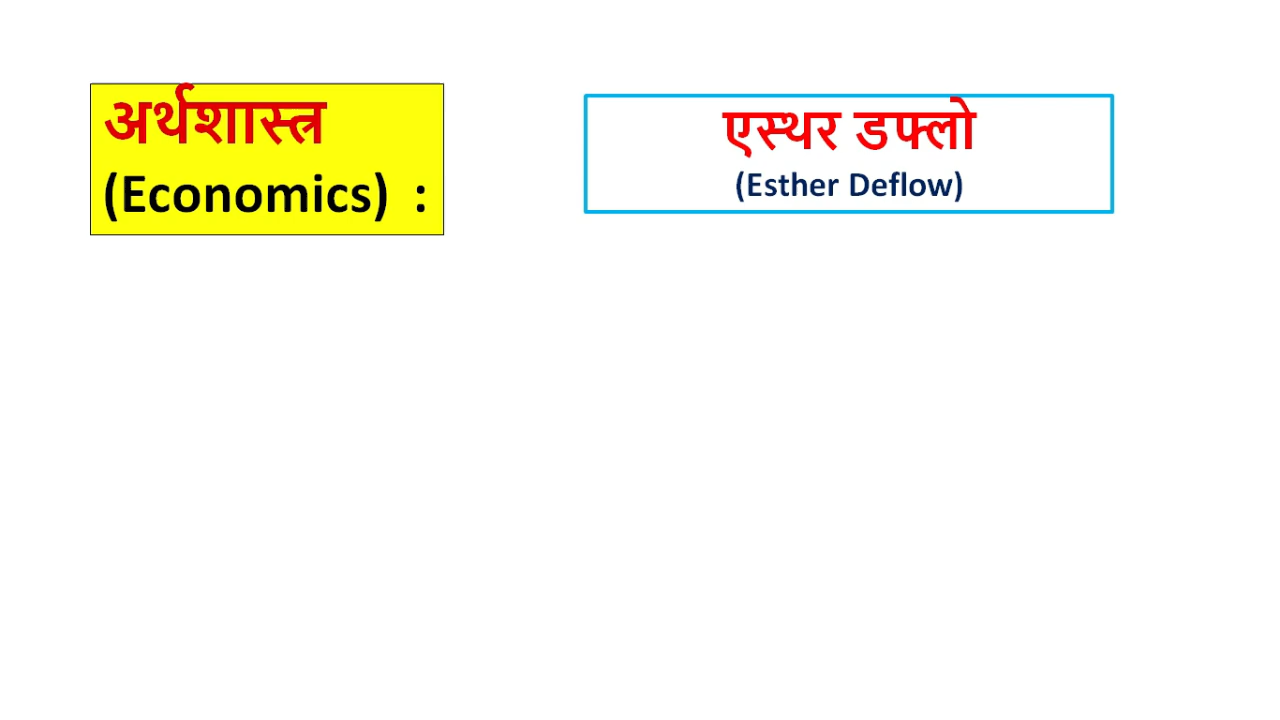 अर्थशास्त्र
(Economics) :
एस्थर डफ्लो
(Esther Deflow)